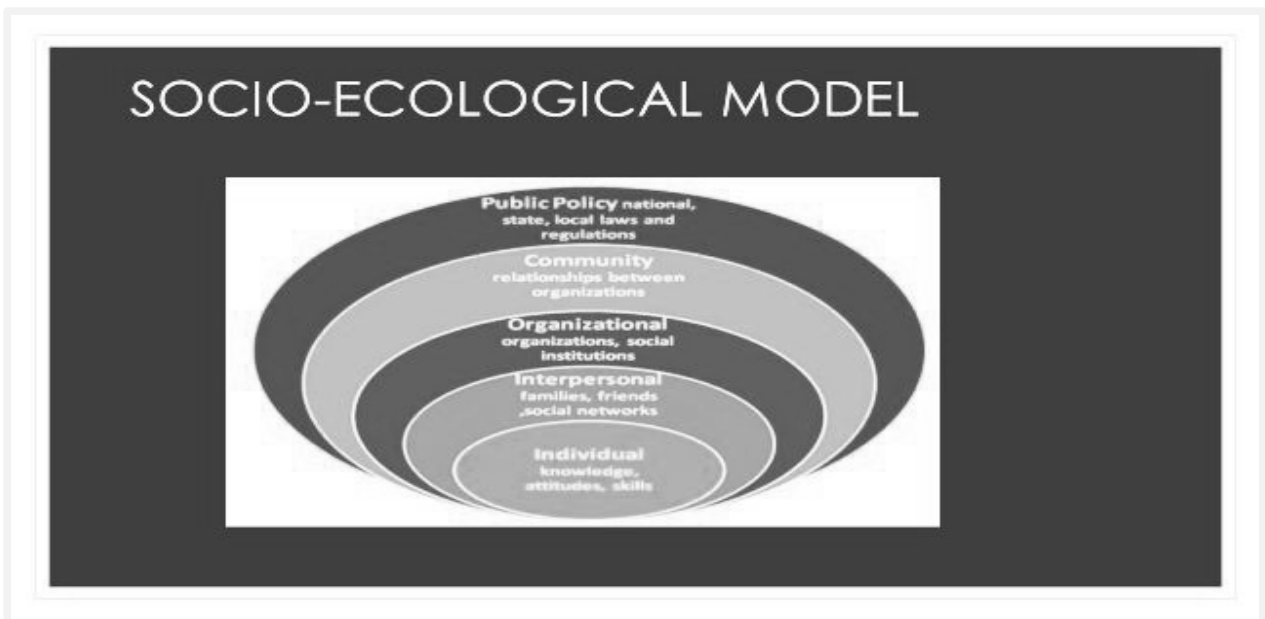 SOCIO-ECOLOGICAL MODEL
Public Policy national,
state, local laws and
regulations
Community
relationships between
organizations
Organizational
organizations, social
institutions
Interpersonal
families, friends
,social networks
Individual
knowledge,
attitudes, skills